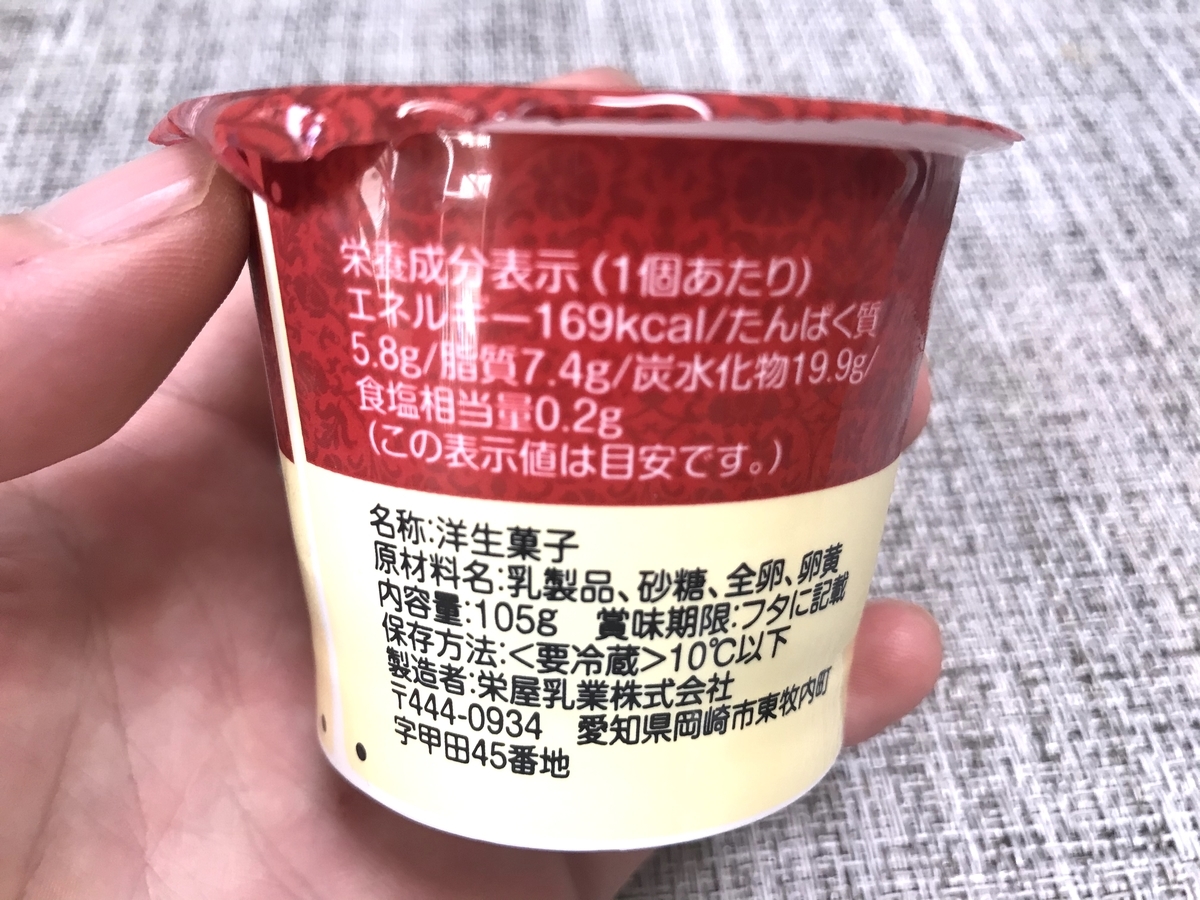 栄養成分表示(1個あたり)
エネルギー169kcal/たんぱく質
5.8g/脂質7.4g/炭水化物19.9g/
食塩相当量0.2g
(この表示値は目安です。)
名称:洋生菓子
原材料名:乳製品、砂糖、全卵、卵黄
内容量:105g 賞味期限:フタに記載
保存方法:<要冷蔵>10℃以下
製造者:栄屋乳業株式会社
〒444-0934 愛知県岡崎市東牧内町
字甲田45番地